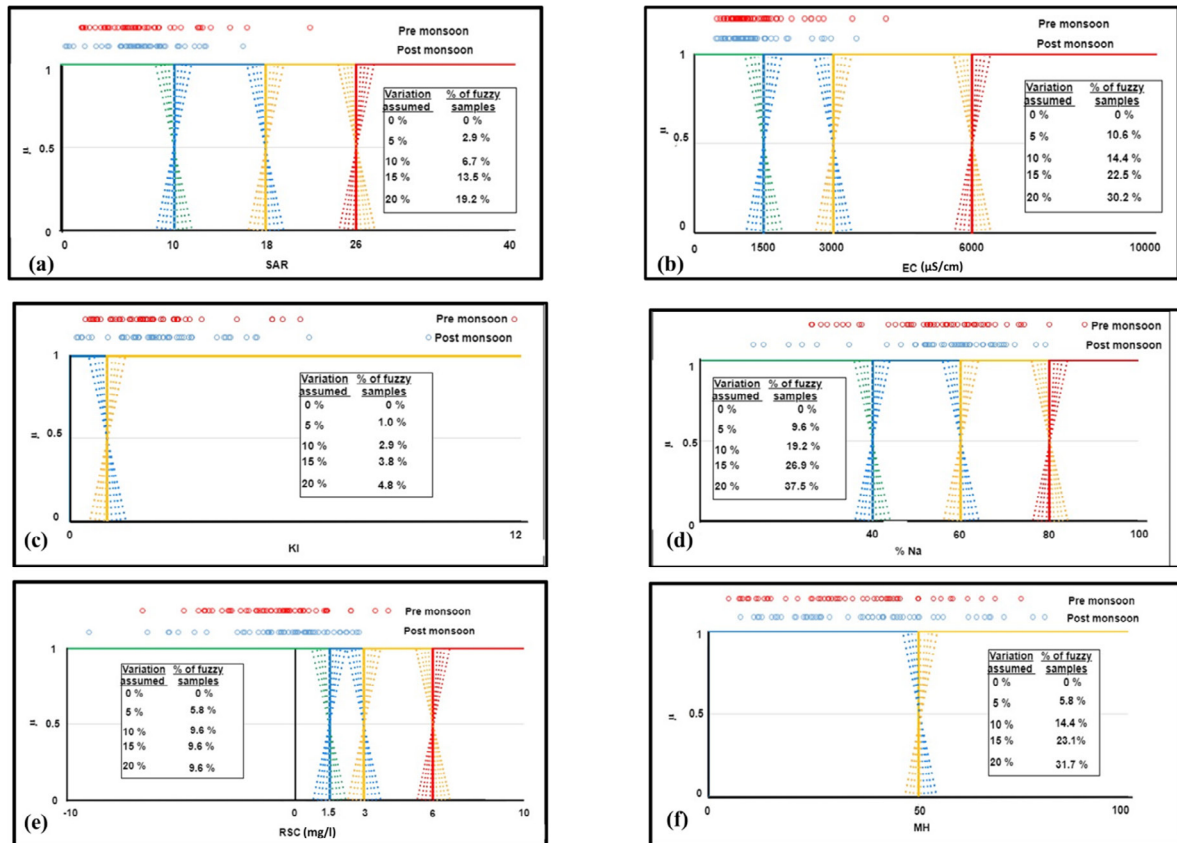 Pre monsoon
Post monsoon
1
Variation assumed % of fuzzy samples
0 % 0 %
5 % 2.9 %
10 % 6.7 %
15 % 13.5 %
20 % 19.2 %
μ
0.5
0
0 10 18 26 40
(a) SAR
Pre monsoon
Post monsoon
1
Variation assumed % of fuzzy samples
0 % 0 %
5 % 10.6 %
10 % 14.4 %
15 % 22.5 %
20 % 30.2 %
μ
0.5
0
0 1500 3000 6000 10000
(b) EC (μS/cm)
Pre monsoon
Post monsoon
1
Variation assumed % of fuzzy samples
0 % 0 %
5 % 1.0 %
10 % 2.9 %
15 % 3.8 %
20 % 4.8 %
μ
0.5
0
0 12
(c) KI
Pre monsoon
Post monsoon
1
Variation assumed % of fuzzy samples
0 % 0 %
5 % 9.6 %
10 % 19.2 %
15 % 26.9 %
20 % 37.5 %
μ
0.5
0
40 60 80 100
(d) % Na
Pre monsoon
Post monsoon
1
Variation assumed % of fuzzy samples
0 % 0 %
5 % 5.8 %
10 % 9.6 %
15 % 9.6 %
20 % 9.6 %
μ
0.5
0
-10 0 1.5 3 6 10
(e) RSC (mg/l)
Pre monsoon
Post monsoon
1
Variation assumed % of fuzzy samples
0 % 0 %
5 % 5.8 %
10 % 14.4 %
15 % 23.1%
20 % 31.7 %
μ
0.5
0
0 50 100
(f) MH